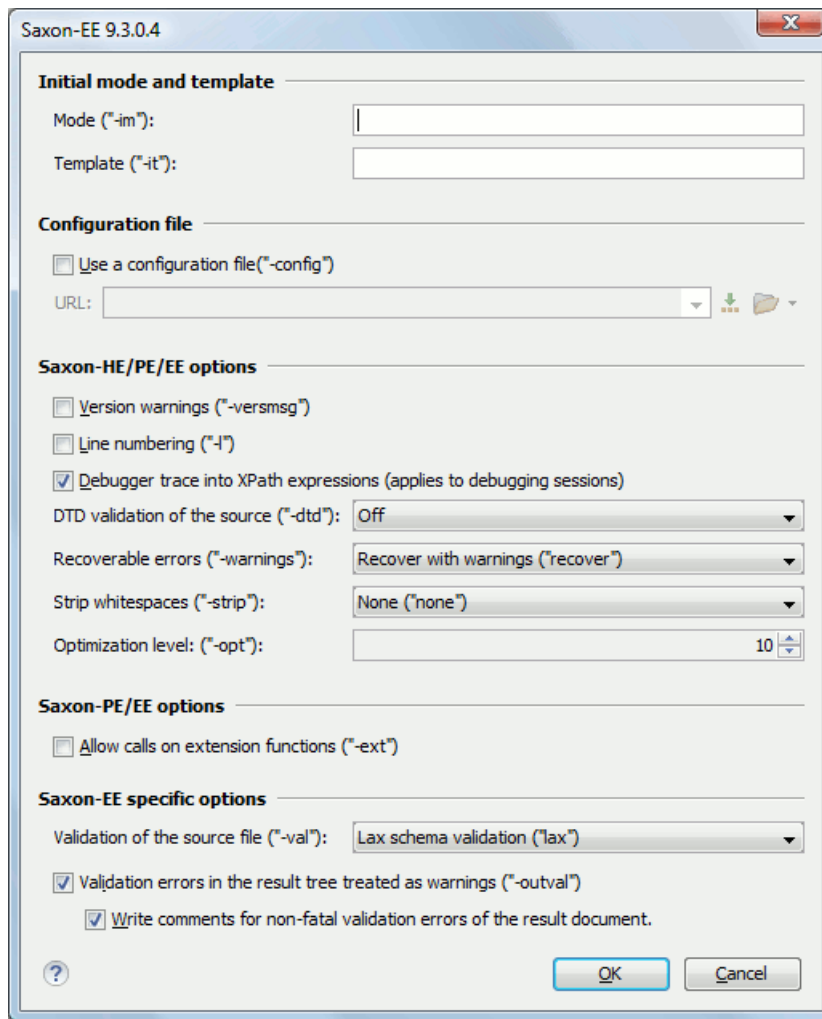 Saxon-EE 9.3.0.4
Initial mode and template
Mode ("-im"):
Template ("-it"):
Configuration file
Use a configuration file("-config")
URL:
Saxon-HE/PE/EE options
Version warnings ("-versmsg")
Line numbering ("-l")
Debugger trace into XPath expressions (applies to debugging sessions)
DTD validation of the source ("-dtd"): Off
Recoverable errors ("-warnings"): Recover with warnings ("recover")
Strip whitespaces ("-strip"): None ("none")
Optimization level: ("-opt"): 10
Saxon-PE/EE options
Allow calls on extension functions ("-ext")
Saxon-EE specific options
Validation of the source file ("-val"): Lax schema validation ("lax")
Validation errors in the result tree treated as warnings ("-outval")
Write comments for non-fatal validation errors of the result document.
? OK Cancel